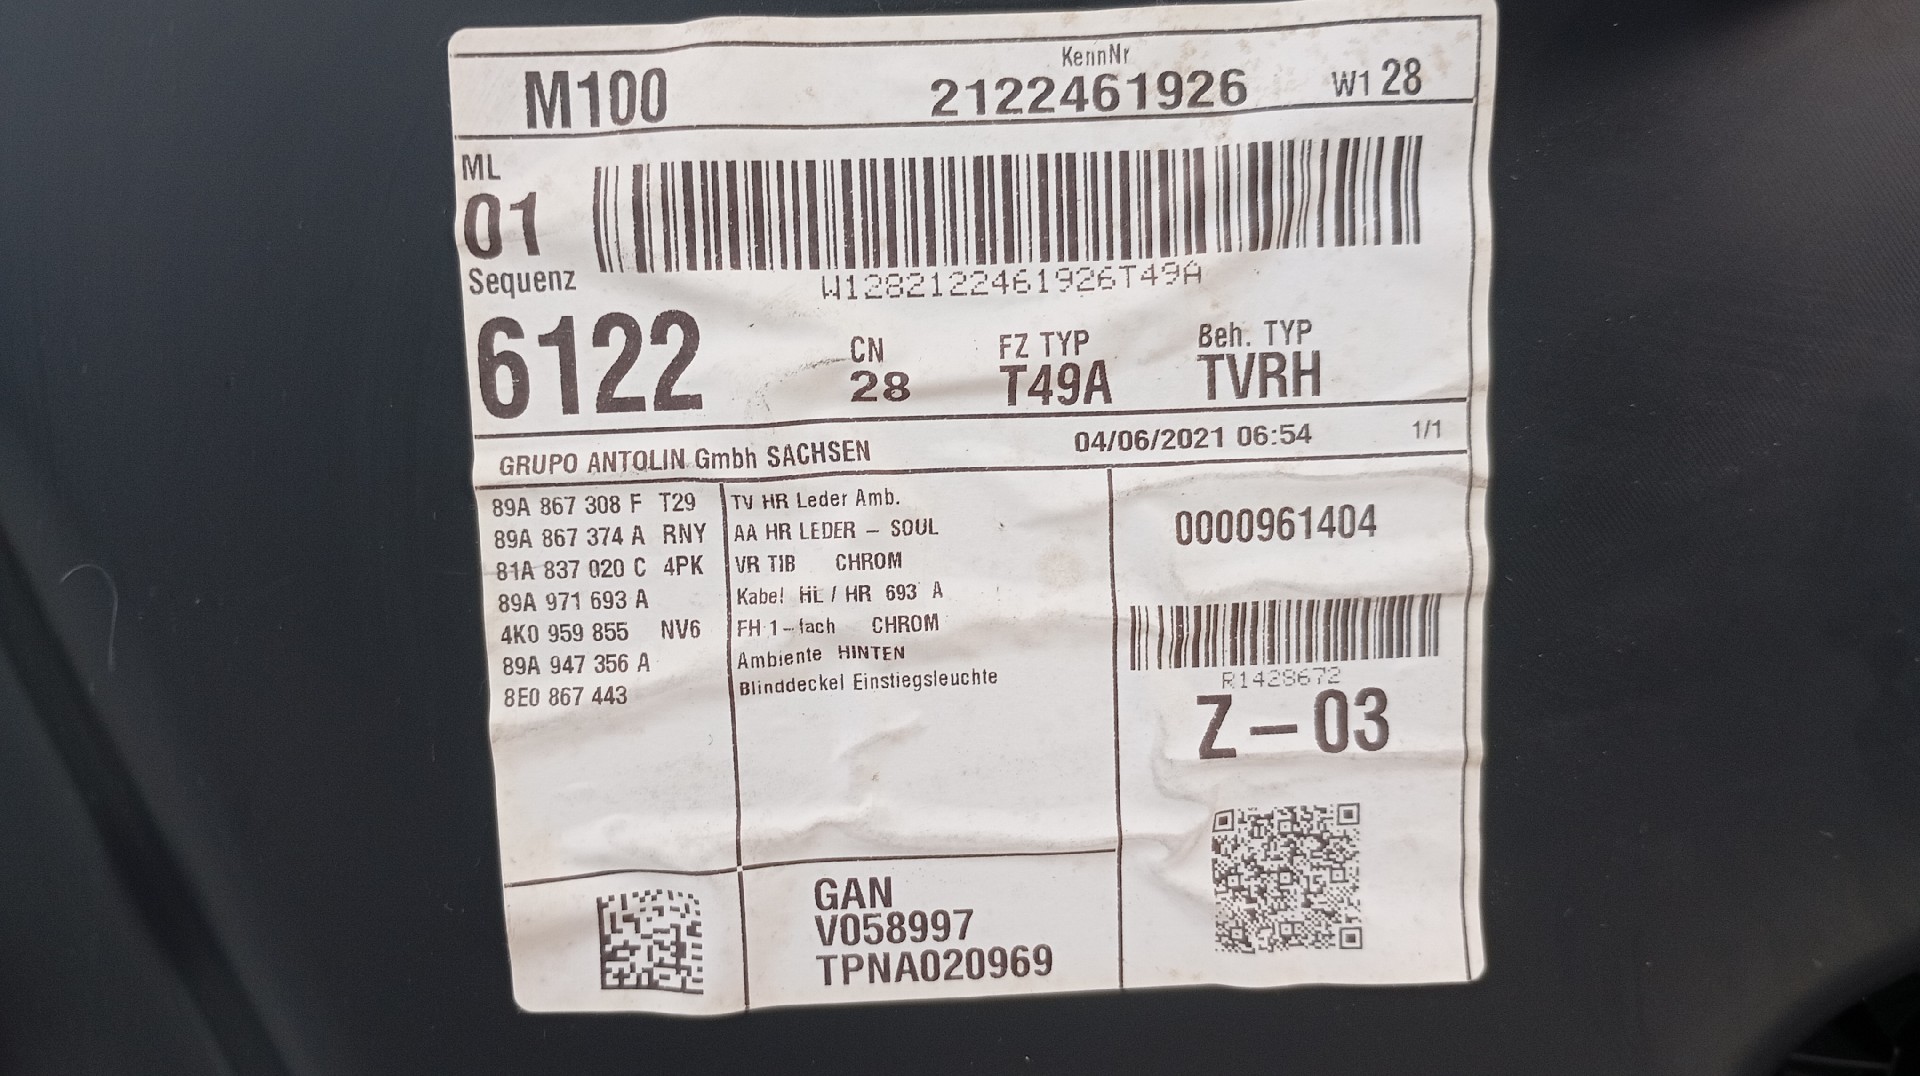 KennNr
M100 2122461926 W1 28
ML
01
W1282122461926T49A
Sequenz
6122
CN FZ TYP Beh. TYP
28 T49A TVRH
GRUPO ANTOLIN Gmbh SACHSEN 04/06/2021 06:54 1/1
89A 867 308 F T29 TV HR Leder Amb.
89A 867 374 A RNY AA HR LEDER – SOUL
81A 837 020 C 4PK VR TIB CHROM
89A 971 693 A Kabel HL / HR 693 A
4K0 959 855 NV6 FH 1-fach CHROM
89A 947 356 A Ambiente HINTEN
8E0 867 443 Blinddeckel Einstiegsleuchte
0000961404
R1428672
Z – 03
GAN
V058997
TPNA020969